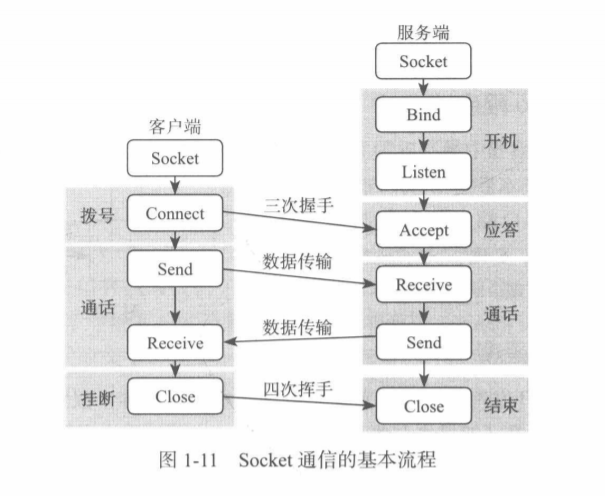 服务端
Socket
Bind
开机
Listen
客户端
Socket
拨号
Connect
三次握手
Accept
应答
Send
数据传输
Receive
通话
通话
数据传输
Receive
Send
挂断
Close
四次挥手
Close
结束
图 1-11 Socket 通信的基本流程